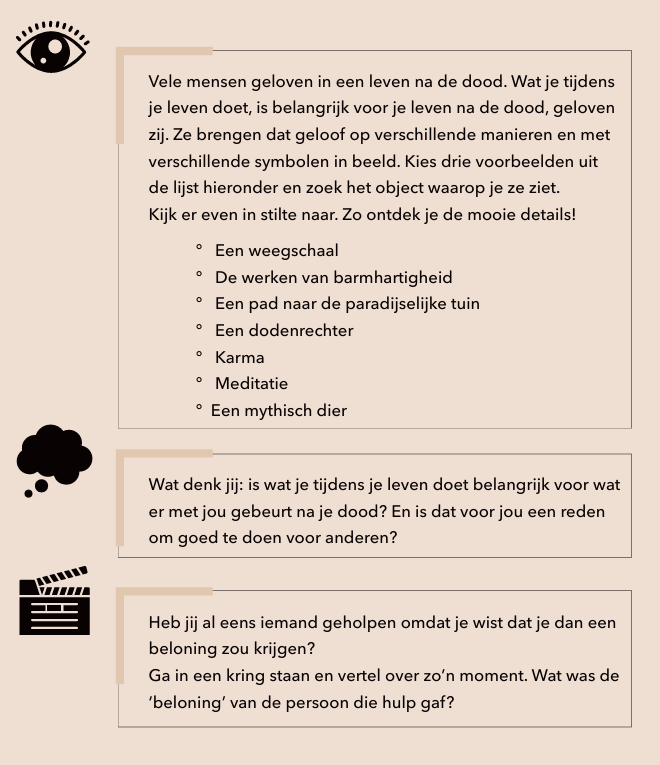 Vele mensen geloven in een leven na de dood. Wat je tijdens
je leven doet, is belangrijk voor je leven na de dood, geloven
zij. Ze brengen dat geloof op verschillende manieren en met
verschillende symbolen in beeld. Kies drie voorbeelden uit
de lijst hieronder en zoek het object waarop je ze ziet.
Kijk er even in stilte naar. Zo ontdek je de mooie details!
° Een weegschaal
° De werken van barmhartigheid
° Een pad naar de paradijselijke tuin
° Een dodenrechter
° Karma
° Meditatie
° Een mythisch dier
Wat denk jij: is wat je tijdens je leven doet belangrijk voor wat
er met jou gebeurt na je dood? En is dat voor jou een reden
om goed te doen voor anderen?
Heb jij al eens iemand geholpen omdat je wist dat je dan een
beloning zou krijgen?
Ga in een kring staan en vertel over zo’n moment. Wat was de
‘beloning’ van de persoon die hulp gaf?